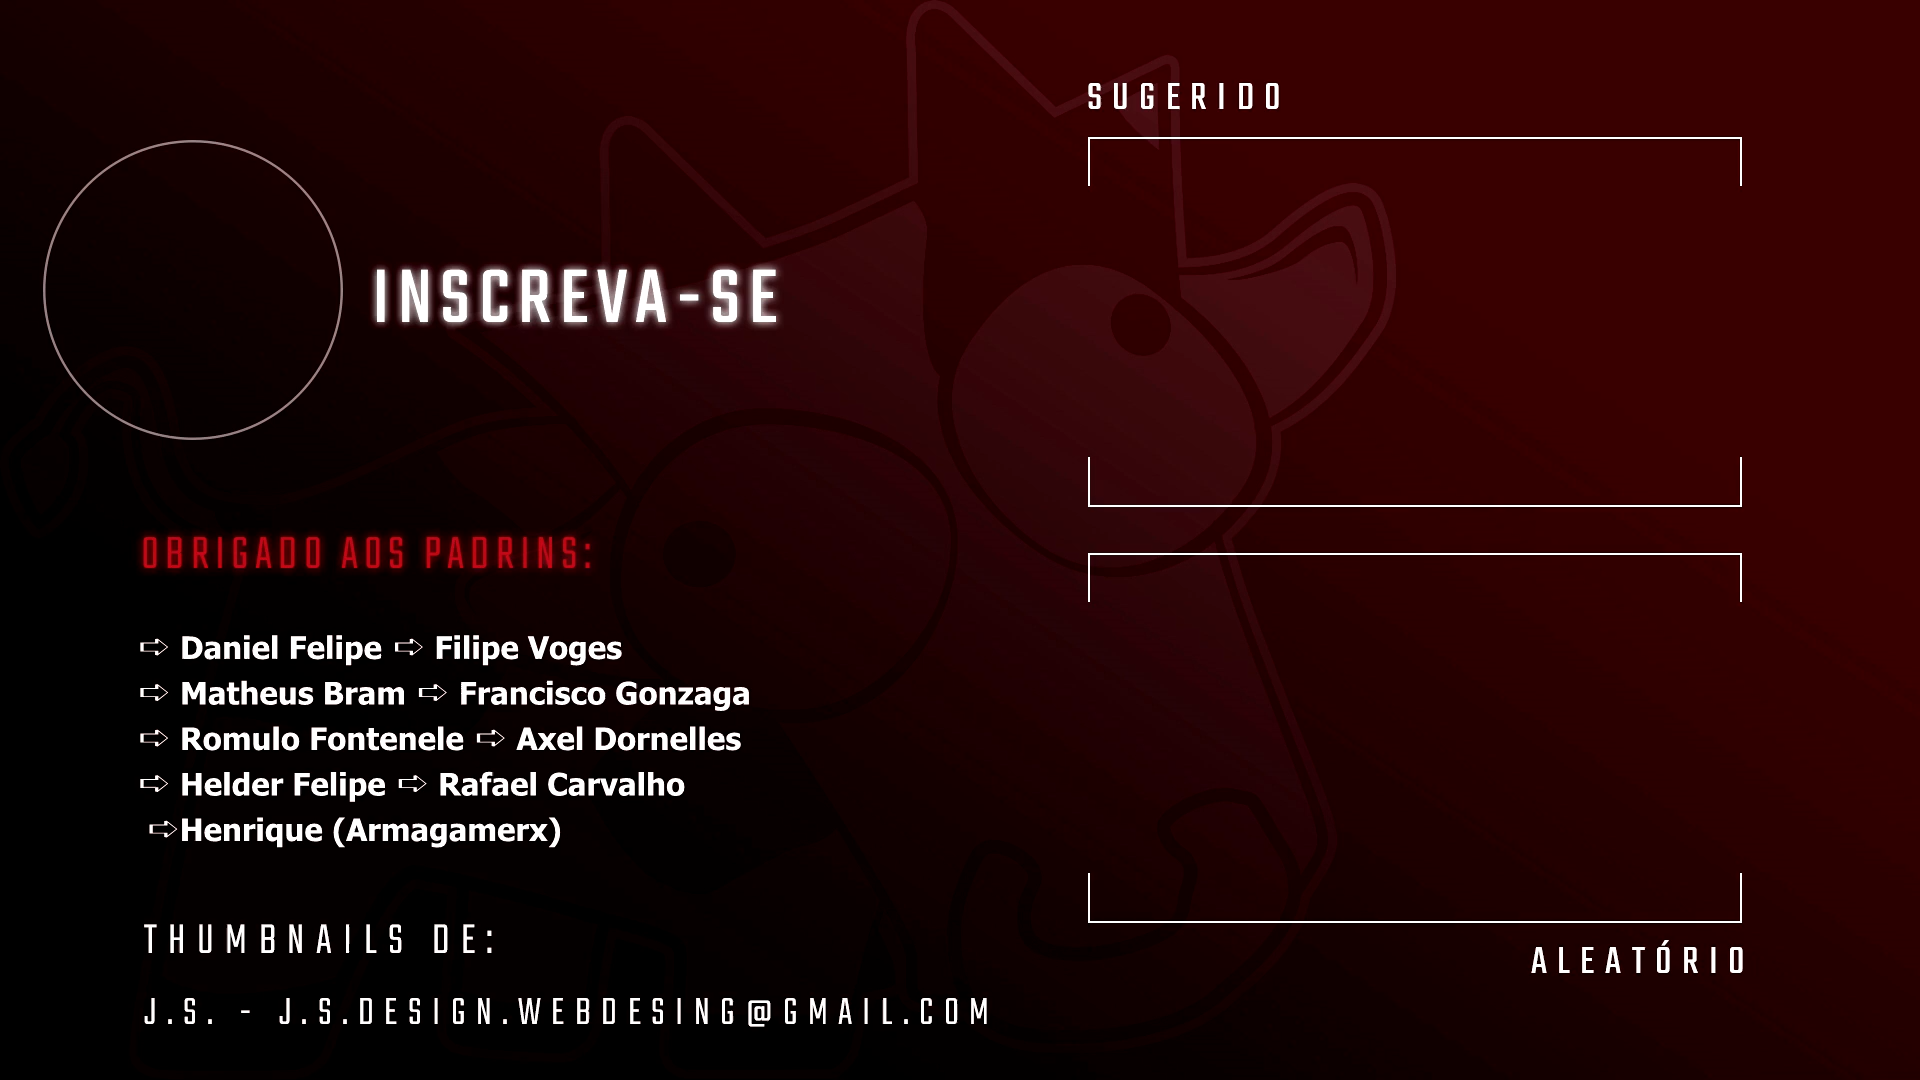 SUGERIDO
INSCREVA-SE
OBRIGADO AOS PADRINS:
➩ Daniel Felipe ➩ Filipe Voges
➩ Matheus Bram ➩ Francisco Gonzaga
➩ Romulo Fontenele ➩ Axel Dornelles
➩ Helder Felipe ➩ Rafael Carvalho
➩Henrique (Armagamerx)
THUMBNAILS DE:
J.S. - J.S.DESIGN.WEBDESING@GMAIL.COM
ALEATÓRIO